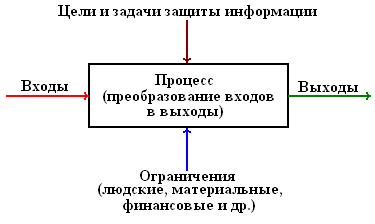 Цели и задачи защиты информации
Входы
Процесс
(преобразование входов
в выходы)
Выходы
Ограничения
(людские, материальные,
финансовые и др.)